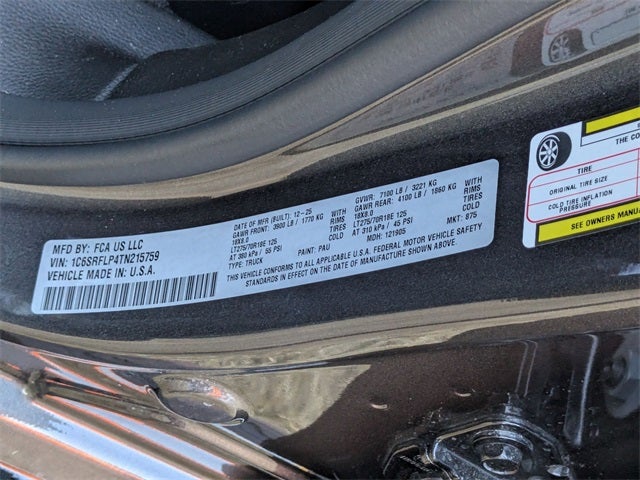 MFD BY: FCA US LLC
VIN: 1C6SRFLP4TN215759
VEHICLE MADE IN: U.S.A.
DATE OF MFR (BUILT): 12-25
GAWR FRONT: 3900 LB / 1770 KG
18X8.0
LT275/70R18E 125
AT 380 kPa / 55 PSI
TYPE: TRUCK
WITH
RIMS
TIRES
COLD
PAINT: PAU
GVWR: 7100 LB / 3221 KG
GAWR REAR: 4100 LB / 1860 KG
18X8.0
LT275/70R18E 125
AT 310 kPa / 45 PSI
MDH: 121905
WITH
RIMS
TIRES
COLD
MKT: 875
THIS VEHICLE CONFORMS TO ALL APPLICABLE U.S.A. FEDERAL MOTOR VEHICLE SAFETY
STANDARDS IN EFFECT ON THE DATE OF MANUFACTURE SHOWN ABOVE.
THE CO
TIRE
ORIGINAL TIRE SIZE
COLD TIRE INFLATION
PRESSURE
SEE OWNERS MANUAL